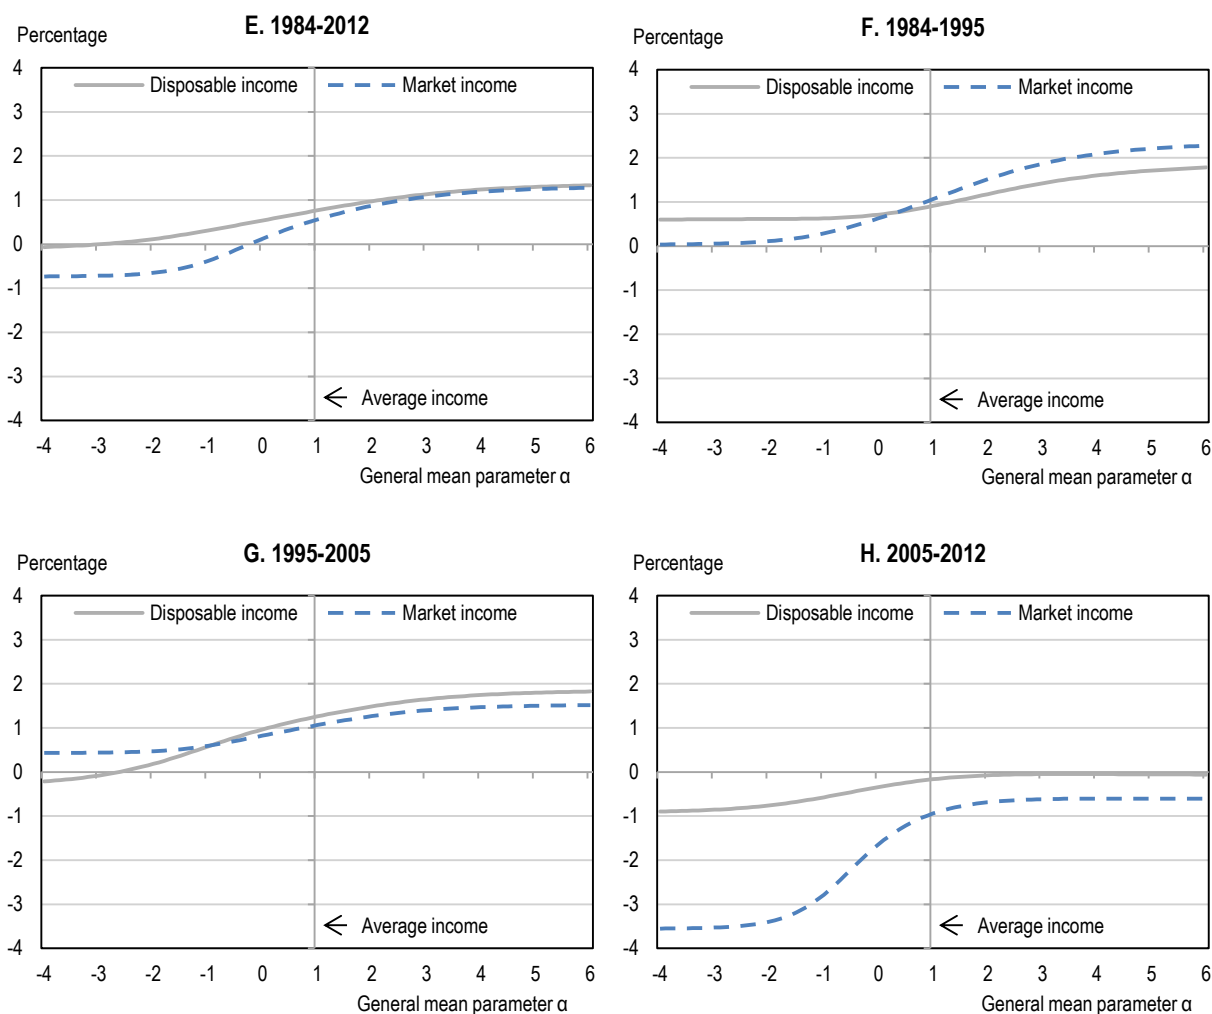 E. 1984-2012
Percentage
Disposable income
Market income
4
3
2
1
0
-1
-2
-3
-4
Average income
-4 -3 -2 -1 0 1 2 3 4 5 6
General mean parameter α
F. 1984-1995
Percentage
Disposable income
Market income
4
3
2
1
0
-1
-2
-3
-4
Average income
-4 -3 -2 -1 0 1 2 3 4 5 6
General mean parameter α
G. 1995-2005
Percentage
Disposable income
Market income
4
3
2
1
0
-1
-2
-3
-4
Average income
-4 -3 -2 -1 0 1 2 3 4 5 6
General mean parameter α
H. 2005-2012
Percentage
Disposable income
Market income
4
3
2
1
0
-1
-2
-3
-4
Average income
-4 -3 -2 -1 0 1 2 3 4 5 6
General mean parameter α